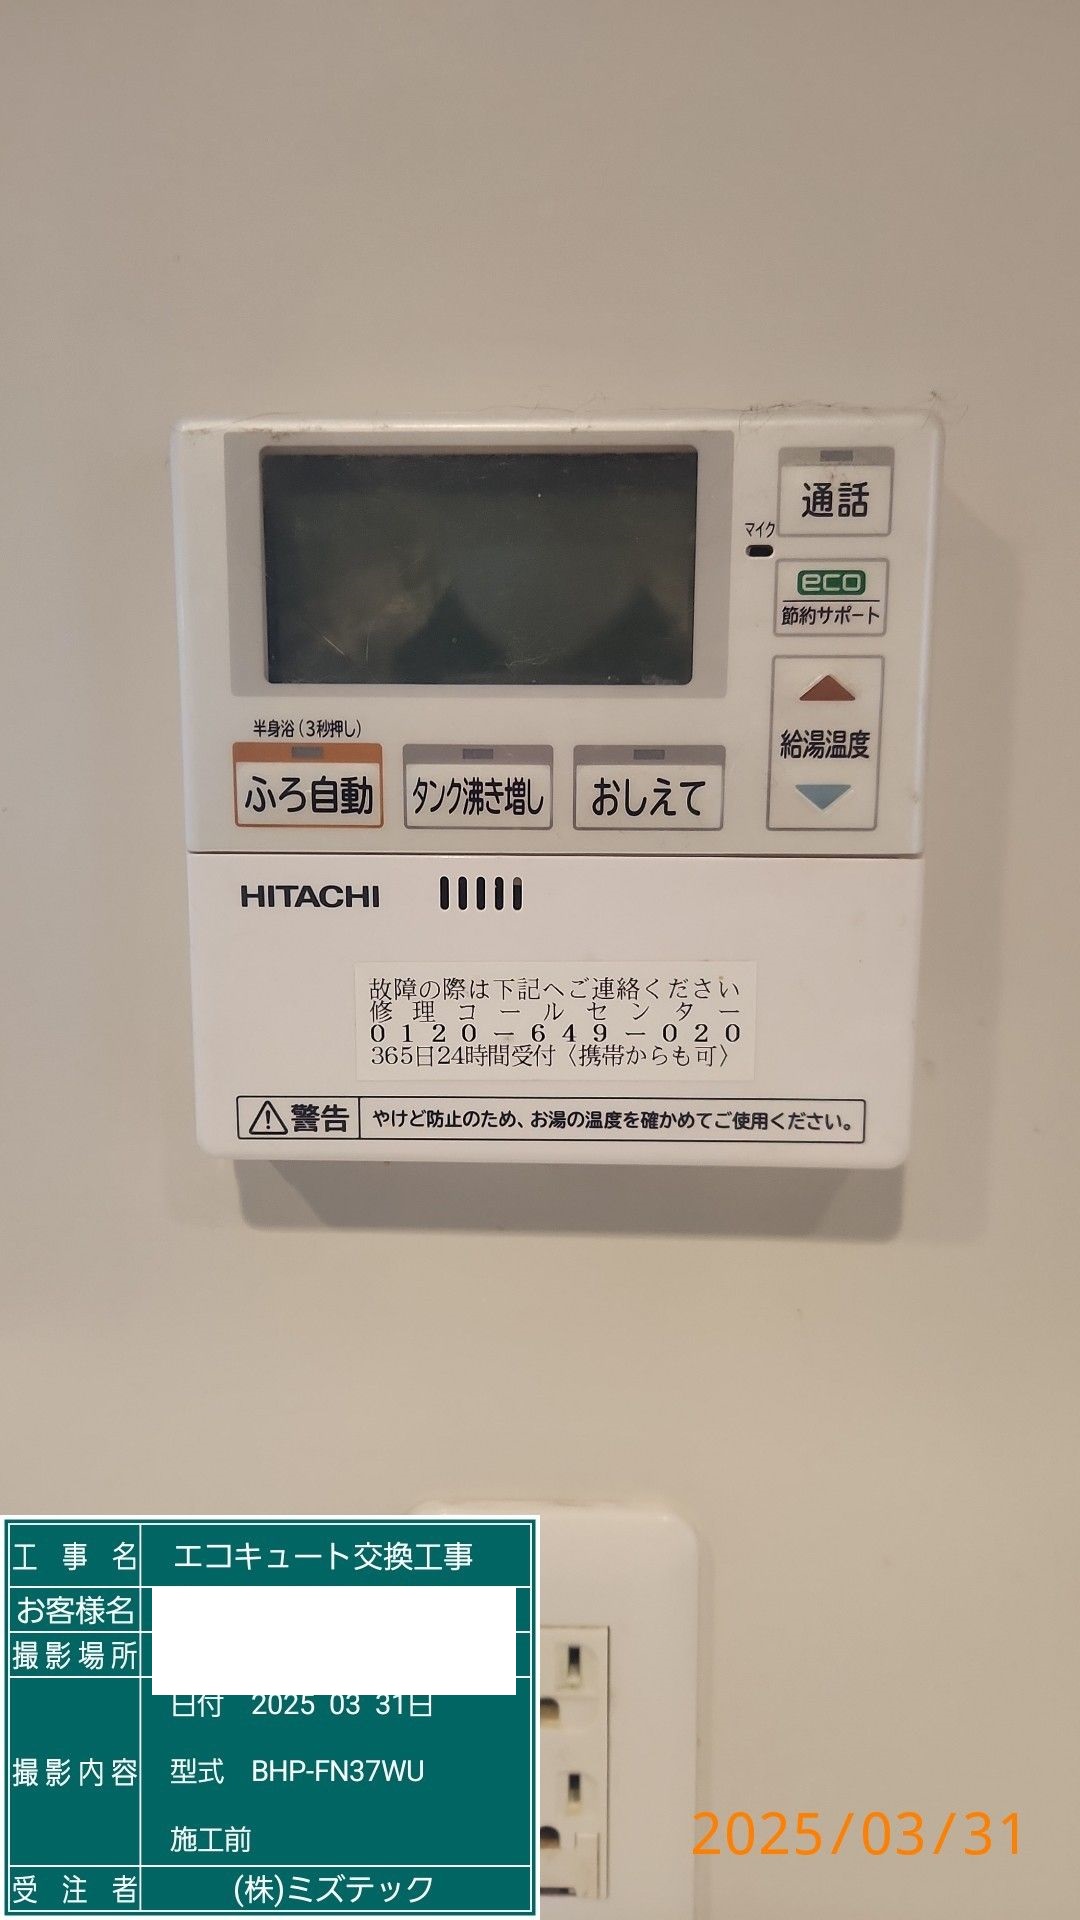 通話
マイク
eco
節約サポート
給湯温度
半身浴(3秒押し)
ふろ自動
タンク沸き増し
おしえて
HITACHI
故障の際は下記へご連絡ください
修理コールセンター
0120-649-020
365日24時間受付〈携帯からも可〉
警告 やけど防止のため、お湯の温度を確かめてご使用ください。
工事名 エコキュート交換工事
お客様名
撮影場所
日付 2025 03 31日
撮影内容 型式 BHP-FN37WU
施工前
受注者 (株)ミズテック
2025/03/31